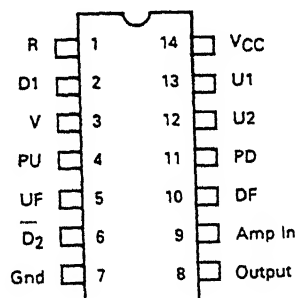 R 1 14 VCC
D1 2 13 U1
V 3 12 U2
PU 4 11 PD
UF 5 10 DF
D̅2 6 9 Amp In
Gnd 7 8 Output